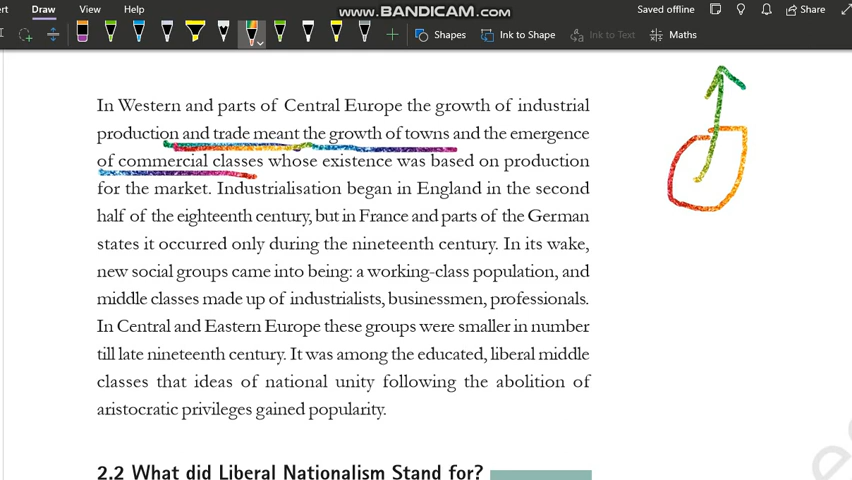 www.BANDICAM.com
Draw View Help Saved offline Share
Shapes Ink to Shape Ink to Text Maths
In Western and parts of Central Europe the growth of industrial
production and trade meant the growth of towns and the emergence
of commercial classes whose existence was based on production
for the market. Industrialisation began in England in the second
half of the eighteenth century, but in France and parts of the German
states it occurred only during the nineteenth century. In its wake,
new social groups came into being: a working-class population, and
middle classes made up of industrialists, businessmen, professionals.
In Central and Eastern Europe these groups were smaller in number
till late nineteenth century. It was among the educated, liberal middle
classes that ideas of national unity following the abolition of
aristocratic privileges gained popularity.
2.2 What did Liberal Nationalism Stand for?